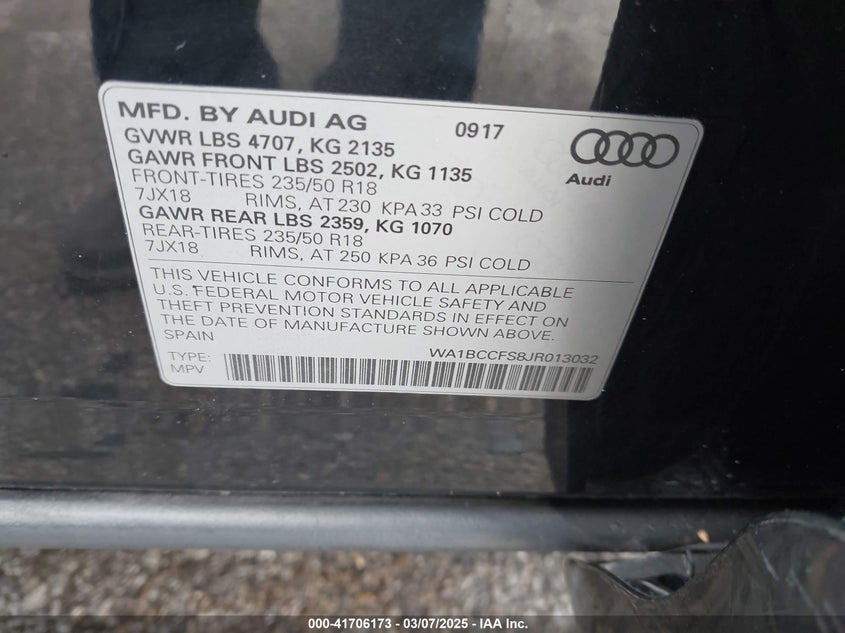 MFD. BY AUDI AG 0917
GVWR LBS 4707, KG 2135
GAWR FRONT LBS 2502, KG 1135
FRONT-TIRES 235/50 R18
7JX18 RIMS, AT 230 KPA 33 PSI COLD
GAWR REAR LBS 2359, KG 1070
REAR-TIRES 235/50 R18
7JX18 RIMS, AT 250 KPA 36 PSI COLD
Audi
THIS VEHICLE CONFORMS TO ALL APPLICABLE
U.S. FEDERAL MOTOR VEHICLE SAFETY AND
THEFT PREVENTION STANDARDS IN EFFECT ON
THE DATE OF MANUFACTURE SHOWN ABOVE.
SPAIN
WA1BCCFS8JR013032
TYPE:
MPV
000-41706173 - 03/07/2025 - IAA Inc.